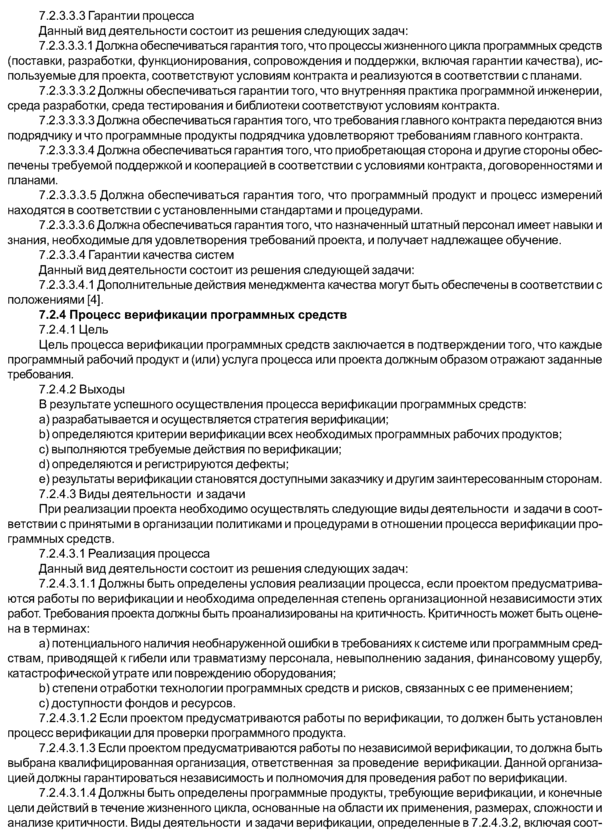 7.2.3.3.3 Гарантии процесса
Данный вид деятельности состоит из решения следующих задач:
7.2.3.3.3.1 Должна обеспечиваться гарантия того, что процессы жизненного цикла программных средств
(поставки, разработки, функционирования, сопровождения и поддержки, включая гарантии качества), ис-
пользуемые для проекта, соответствуют условиям контракта и реализуются в соответствии с планами.
7.2.3.3.3.2 Должны обеспечиваться гарантии того, что внутренняя практика программной инженерии,
среда разработки, среда тестирования и библиотеки соответствуют условиям контракта.
7.2.3.3.3.3 Должна обеспечиваться гарантия того, что требования главного контракта передаются вниз
подрядчику и что программные продукты подрядчика удовлетворяют требованиям главного контракта.
7.2.3.3.3.4 Должна обеспечиваться гарантия того, что приобретающая сторона и другие стороны обес-
печены требуемой поддержкой и кооперацией в соответствии с условиями контракта, договоренностями и
планами.
7.2.3.3.3.5 Должна обеспечиваться гарантия того, что программный продукт и процесс измерений
находятся в соответствии с установленными стандартами и процедурами.
7.2.3.3.3.6 Должна обеспечиваться гарантия того, что назначенный штатный персонал имеет навыки и
знания, необходимые для удовлетворения требований проекта, и получает надлежащее обучение.
7.2.3.3.4 Гарантии качества систем
Данный вид деятельности состоит из решения следующей задачи:
7.2.3.3.4.1 Дополнительные действия менеджмента качества могут быть обеспечены в соответствии с
положениями [4].
7.2.4 Процесс верификации программных средств
7.2.4.1 Цель
Цель процесса верификации программных средств заключается в подтверждении того, что каждые
программный рабочий продукт и (или) услуга процесса или проекта должным образом отражают заданные
требования.
7.2.4.2 Выходы
В результате успешного осуществления процесса верификации программных средств:
a) разрабатывается и осуществляется стратегия верификации;
b) определяются критерии верификации всех необходимых программных рабочих продуктов;
c) выполняются требуемые действия по верификации;
d) определяются и регистрируются дефекты;
e) результаты верификации становятся доступными заказчику и другим заинтересованным сторонам.
7.2.4.3 Виды деятельности и задачи
При реализации проекта необходимо осуществлять следующие виды деятельности и задачи в соот-
ветствии с принятыми в организации политиками и процедурами в отношении процесса верификации про-
граммных средств.
7.2.4.3.1 Реализация процесса
Данный вид деятельности состоит из решения следующих задач:
7.2.4.3.1.1 Должны быть определены условия реализации процесса, если проектом предусматрива-
ются работы по верификации и необходима определенная степень организационной независимости этих
работ. Требования проекта должны быть проанализированы на критичность. Критичность может быть оцене-
на в терминах:
a) потенциального наличия необнаруженной ошибки в требованиях к системе или программным сред-
ствам, приводящей к гибели или травматизму персонала, невыполнению задания, финансовому ущербу,
катастрофической утрате или повреждению оборудования;
b) степени отработки технологии программных средств и рисков, связанных с ее применением;
c) доступности фондов и ресурсов.
7.2.4.3.1.2 Если проектом предусматриваются работы по верификации, то должен быть установлен
процесс верификации для проверки программного продукта.
7.2.4.3.1.3 Если проектом предусматриваются работы по независимой верификации, то должна быть
выбрана квалифицированная организация, ответственная за проведение верификации. Данной организа-
цией должны гарантироваться независимость и полномочия для проведения работ по верификации.
7.2.4.3.1.4 Должны быть определены программные продукты, требующие верификации, и конечные
цели действий в течение жизненного цикла, основанные на области их применения, размерах, сложности и
анализе критичности. Виды деятельности и задачи верификации, определенные в 7.2.4.3.2, включая соот-